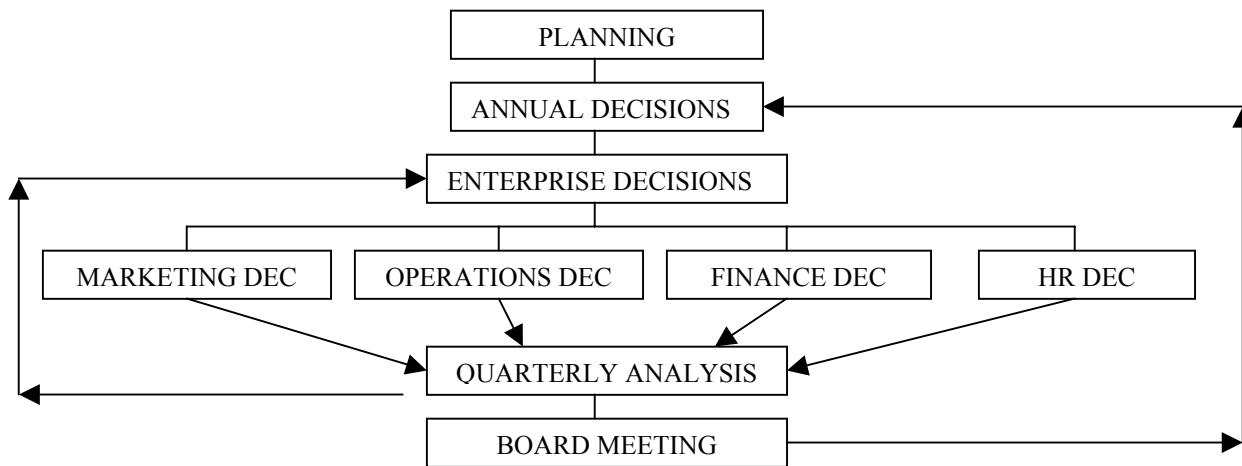 PLANNING
ANNUAL DECISIONS
ENTERPRISE DECISIONS
MARKETING DEC
OPERATIONS DEC
FINANCE DEC
HR DEC
QUARTERLY ANALYSIS
BOARD MEETING